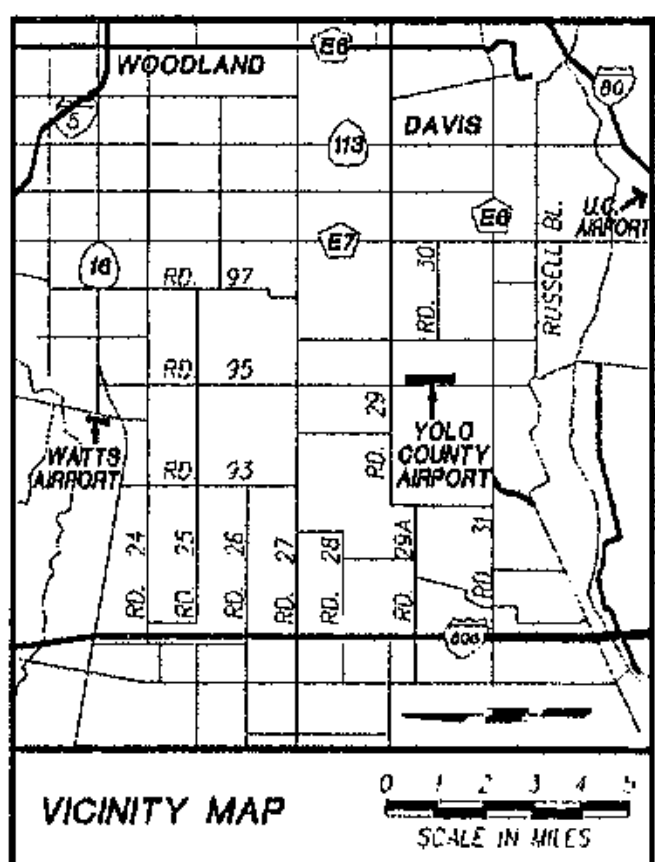 E6
WOODLAND
80
5
DAVIS
113
U.C.
AIRPORT
E6
E7
RUSSELL BL.
16
RD. 97
RD. 30
RD. 95
RD. 29
YOLO
COUNTY
AIRPORT
WATTS
AIRPORT
RD. 93
RD. 24
RD. 25
RD. 26
RD. 27
RD. 28
RD. 29A
RD. 31
VICINITY MAP
0 1 2 3 4 5
SCALE IN MILES